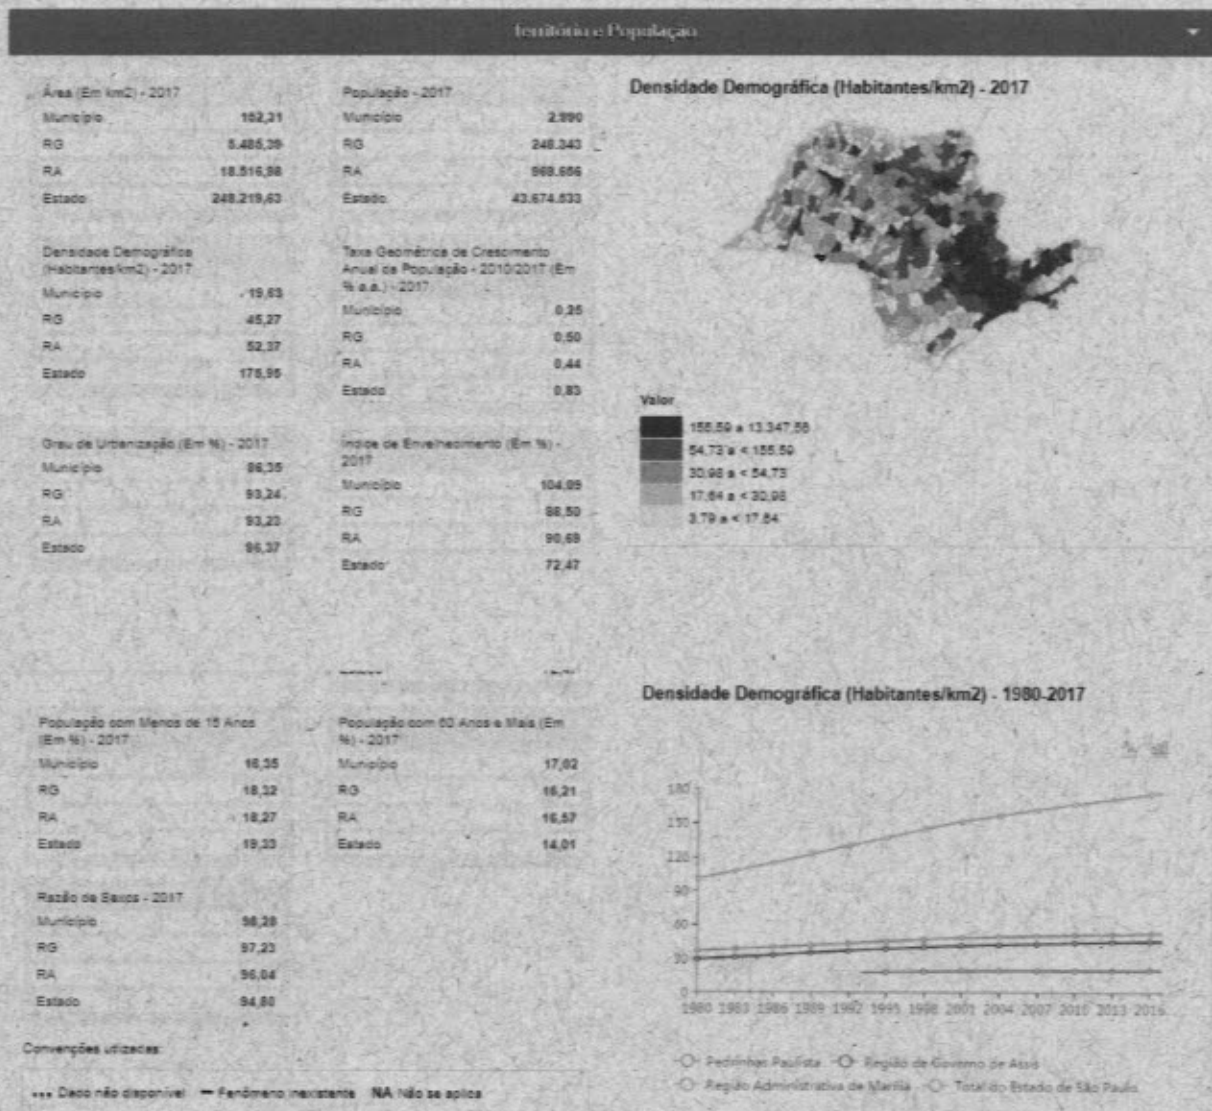 Território e População
Área (Em km2) - 2017
Município 152,31
RG 5.485,39
RA 18.516,98
Estado 248.219,63
População - 2017
Município 2.990
RG 248.343
RA 969.656
Estado 43.674.533
Densidade Demográfica
(Habitantes/km2) - 2017
Município 19,63
RG 45,27
RA 52,37
Estado 175,95
Taxa Geométrica de Crescimento
Anual da População - 2010/2017 (Em
% a.a.) - 2017
Município 0,25
RG 0,50
RA 0,44
Estado 0,83
Grau de Urbanização (Em %) - 2017
Município 86,35
RG 93,24
RA 93,23
Estado 96,37
Índice de Envelhecimento (Em %) -
2017
Município 104,09
RG 88,50
RA 90,69
Estado 72,47
Densidade Demográfica (Habitantes/km2) - 2017
Valor
155,59 a 13.347,56
54,73 a < 155,59
30,98 a < 54,73
17,64 a < 30,98
3,79 a < 17,64
População com Menos de 15 Anos
(Em %) - 2017
Município 16,35
RG 18,32
RA 18,27
Estado 19,33
População com 60 Anos e Mais (Em
%) - 2017
Município 17,02
RG 16,21
RA 16,57
Estado 14,01
Razão de Sexos - 2017
Município 98,28
RG 97,23
RA 96,04
Estado 94,80
Densidade Demográfica (Habitantes/km2) - 1980-2017
180
150
120
90
60
30
0
1980 1983 1986 1989 1992 1995 1998 2001 2004 2007 2010 2013 2016
Pedrinhas Paulista Região de Governo de Assis
Região Administrativa de Marília Total do Estado de São Paulo
Convenções utizadas:
... Dado não disponível — Fenômeno inexistente NA Não se aplica